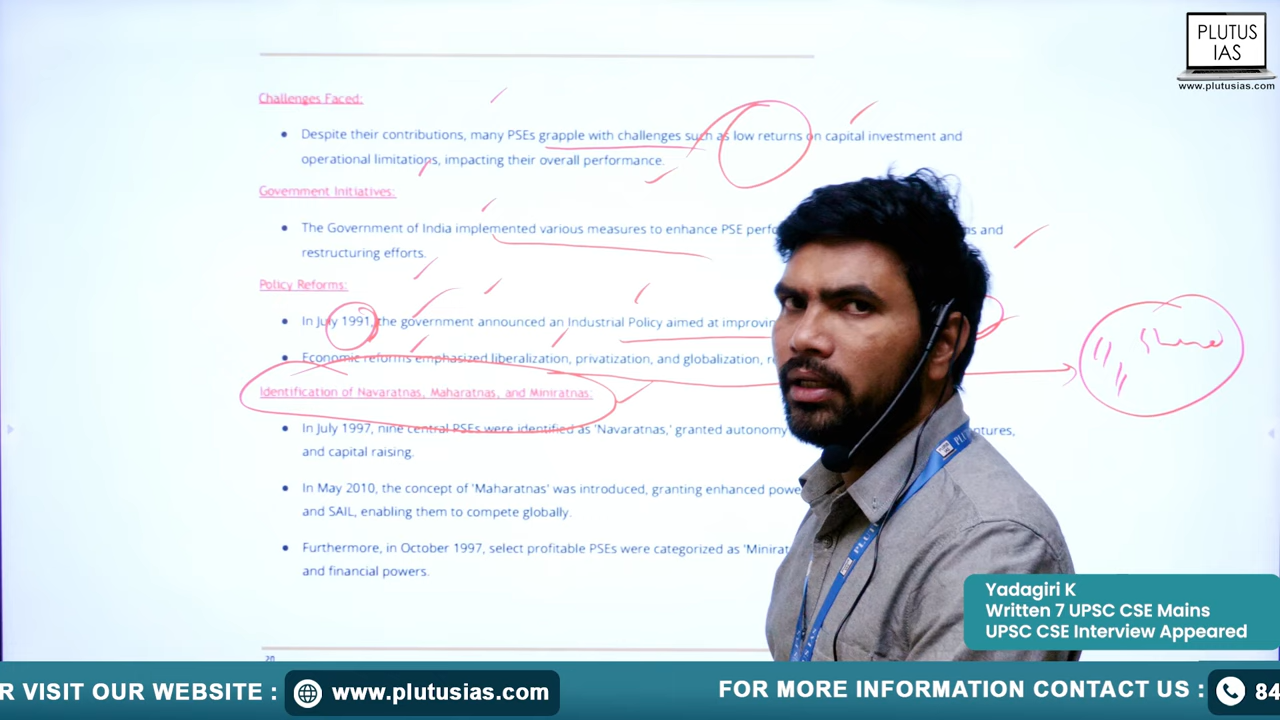 PLUTUS
IAS
www.plutusias.com
Challenges Faced:
Despite their contributions, many PSEs grapple with challenges such as low returns on capital investment and
operational limitations, impacting their overall performance.
Government Initiatives:
The Government of India implemented various measures to enhance PSE and
restructuring efforts.
Policy Reforms:
In July 1991, the government announced an Industrial Policy aimed at
Economic reforms emphasized liberalization, privatization, and globalization,
Identification of Navaratnas, Maharatnas, and Miniratnas:
In July 1997, nine central PSEs were identified as 'Navaratnas,' granted autonomy
and capital raising.
In May 2010, the concept of 'Maharatnas' was introduced, granting enhanced
and SAIL, enabling them to compete globally.
Furthermore, in October 1997, select profitable PSEs were categorized as
and financial powers.
20
Yadagiri K
Written 7 UPSC CSE Mains
UPSC CSE Interview Appeared
R VISIT OUR WEBSITE : www.plutusias.com FOR MORE INFORMATION CONTACT US : 84